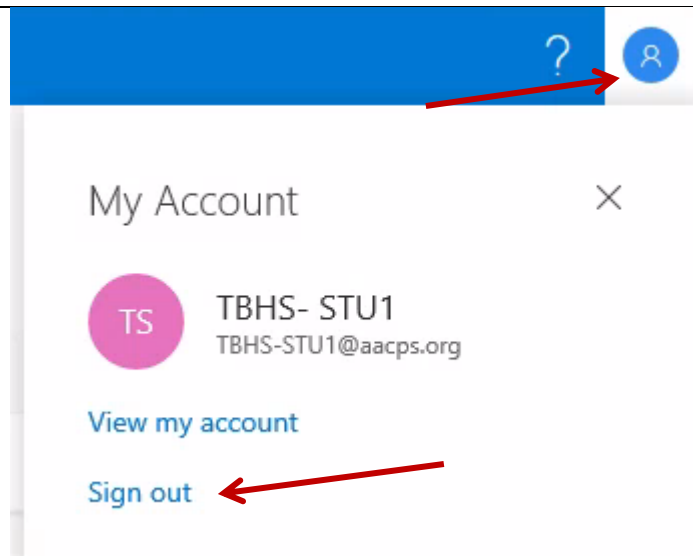 ?
My Account
TS
TBHS- STU1
TBHS-STU1@aacps.org
View my account
Sign out